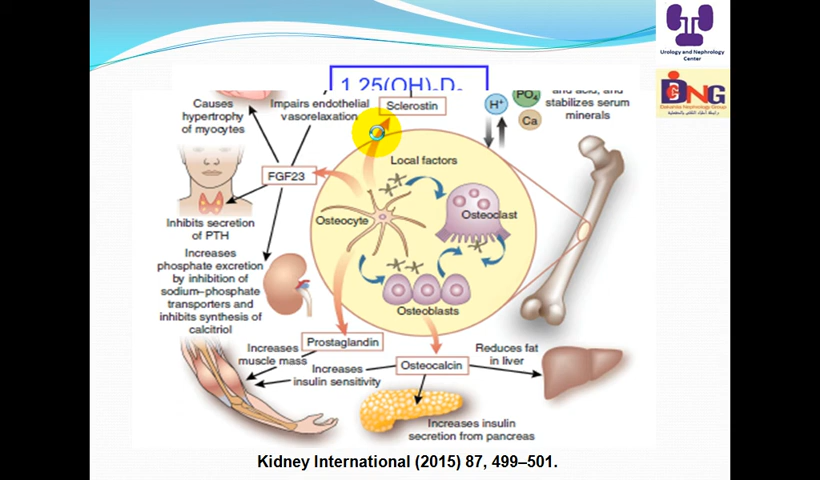 Urology and Nephrology
Center
DNG
1,25(OH)
Causes
hypertrophy
of myocytes
Impairs endothelial
vasorelaxation
Sclerostin
H+
PO4
Ca
and acid, and
stabilizes serum
minerals
Local factors
FGF23
Osteocyte
Osteoclast
Inhibits secretion
of PTH
Increases
phosphate excretion
by inhibition of
sodium–phosphate
transporters and
inhibits synthesis of
calcitriol
Osteoblasts
Prostaglandin
Increases
muscle mass
Increases
insulin sensitivity
Osteocalcin
Reduces fat
in liver
Increases insulin
secretion from pancreas
Kidney International (2015) 87, 499–501.